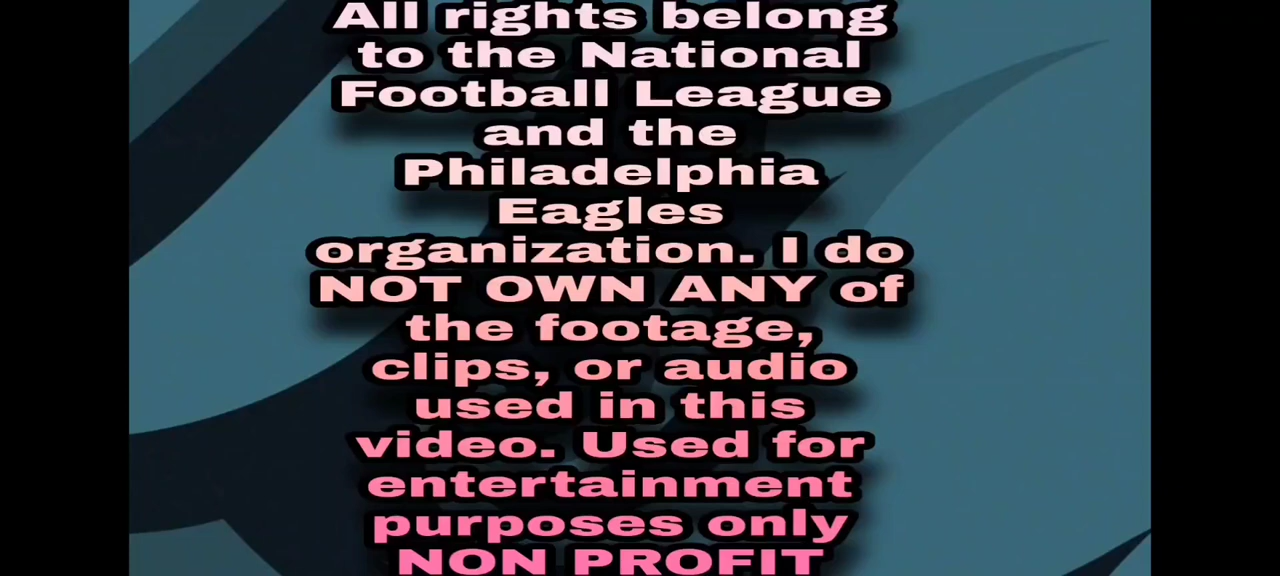 All rights belong
to the National
Football League
and the
Philadelphia
Eagles
organization. I do
NOT OWN ANY of
the footage,
clips, or audio
used in this
video. Used for
entertainment
purposes only
NON PROFIT